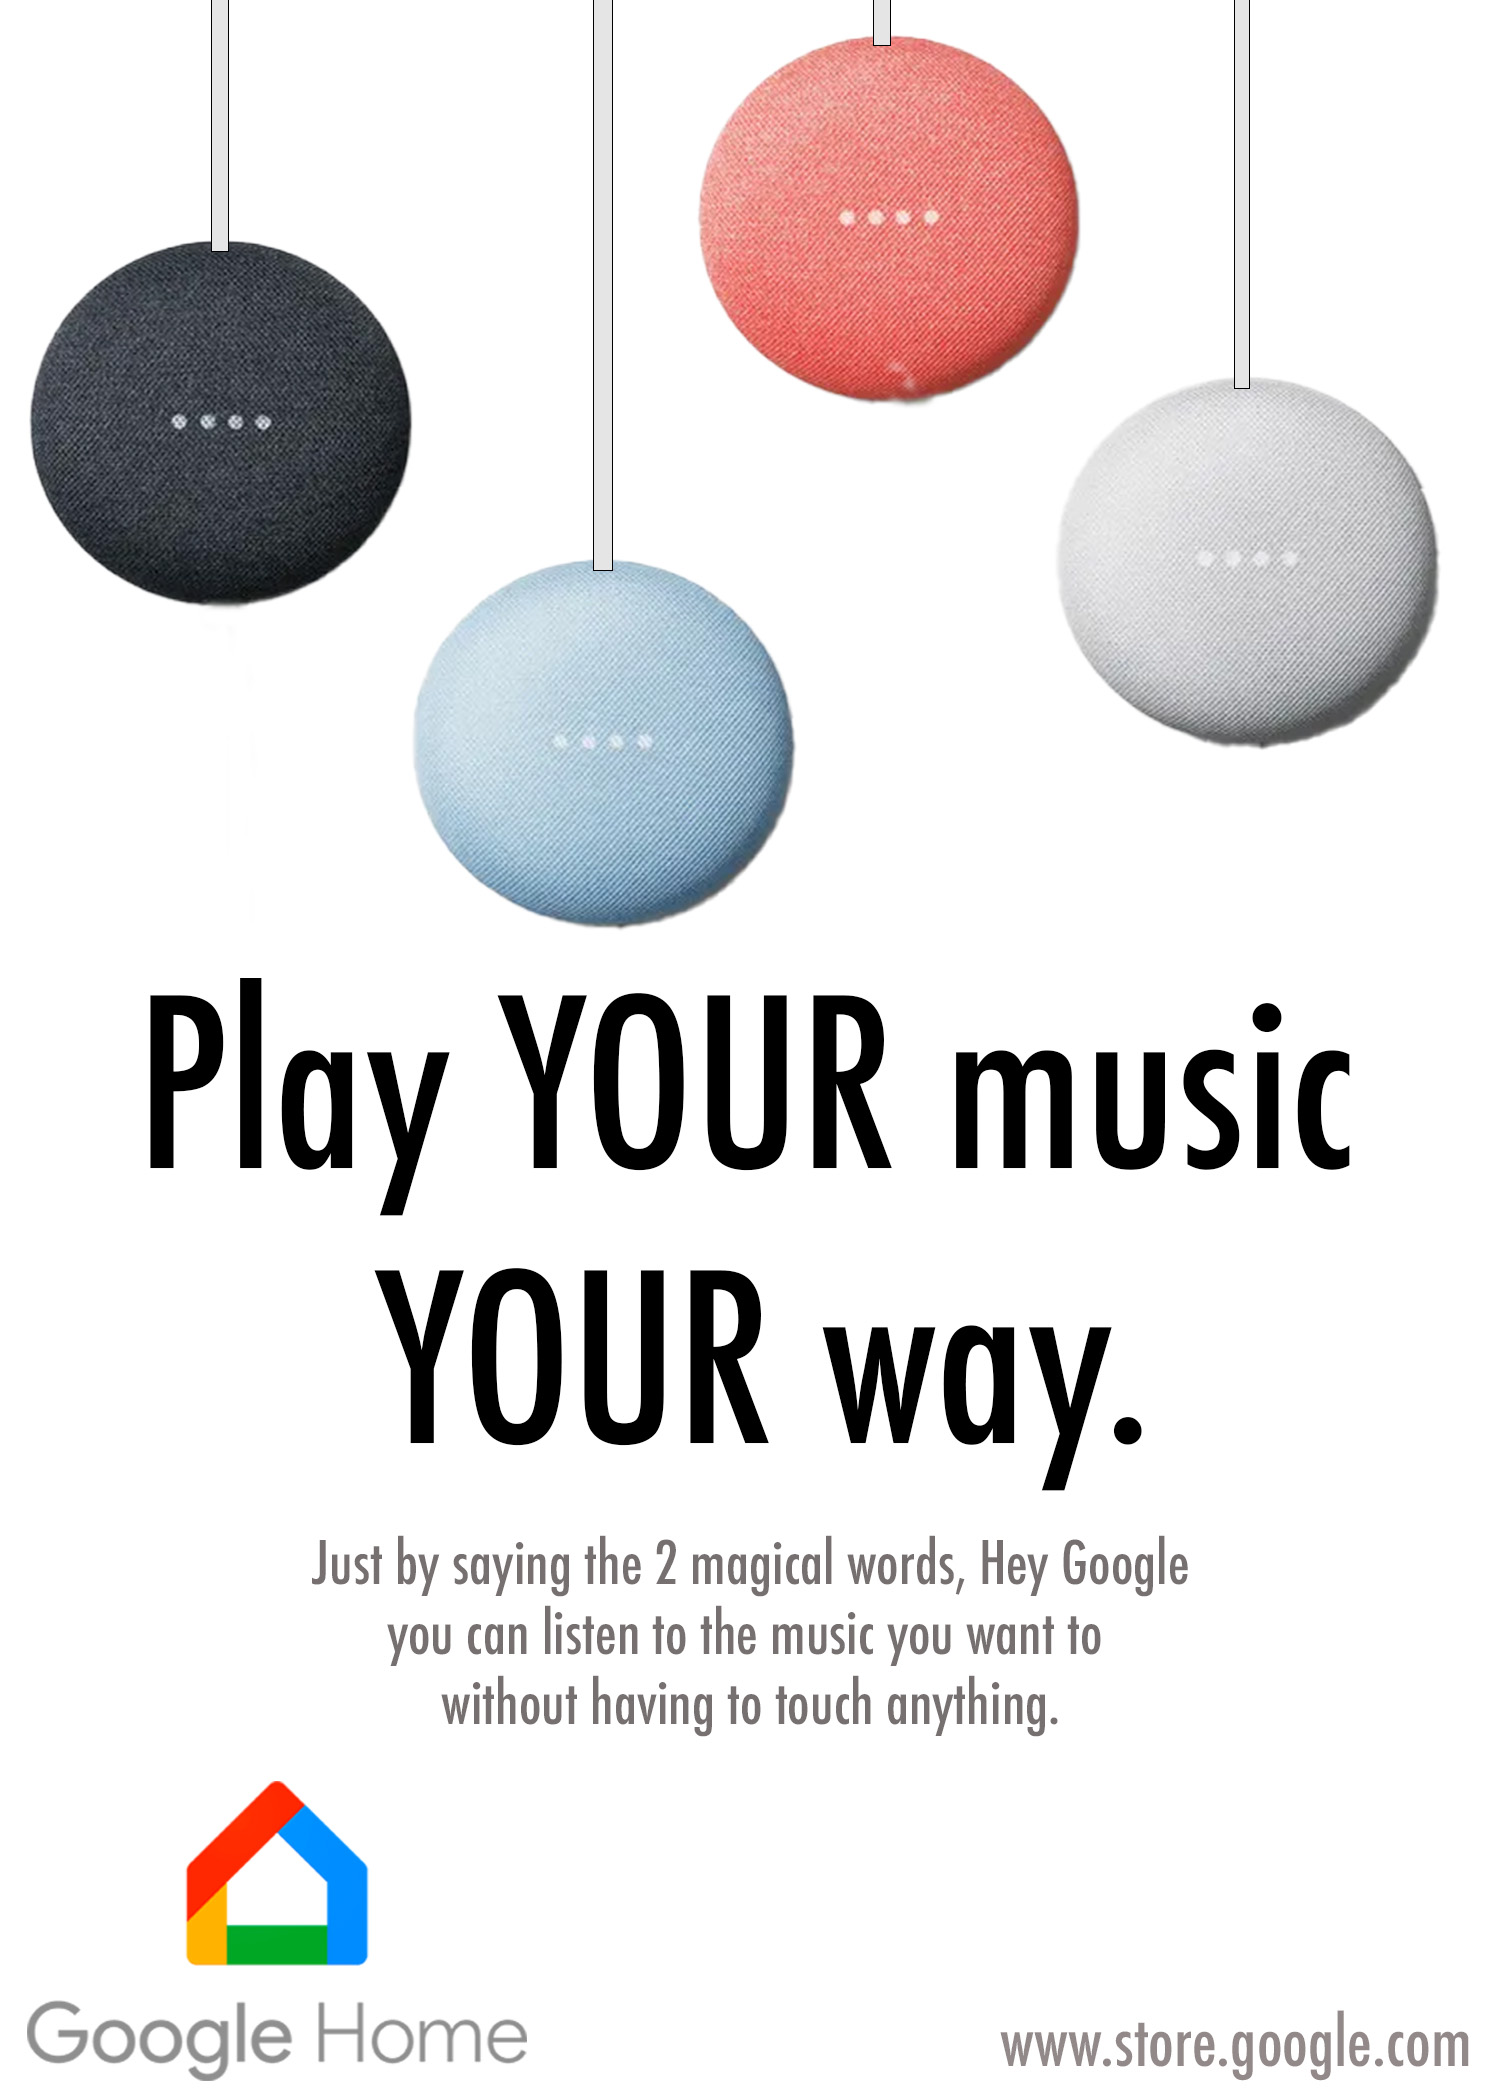 Play YOUR music
YOUR way.
Just by saying the 2 magical words, Hey Google
you can listen to the music you want to
without having to touch anything.
Google Home
www.store.google.com